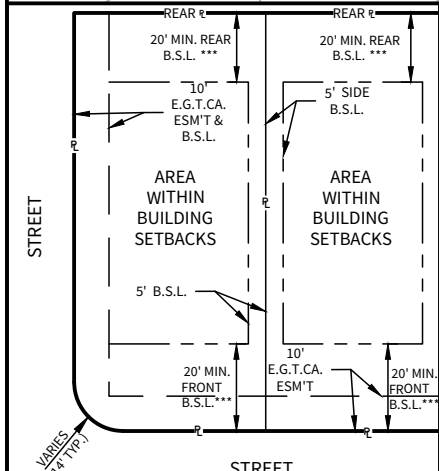 REAR ℄
REAR ℄
20' MIN. REAR
B.S.L. ***
20' MIN. REAR
B.S.L. ***
10'
E.G.T.CA.
ESM'T &
B.S.L.
5' SIDE
B.S.L.
℄
℄
STREET
AREA
WITHIN
BUILDING
SETBACKS
AREA
WITHIN
BUILDING
SETBACKS
5' B.S.L.
20' MIN.
FRONT
B.S.L.***
10'
E.G.T.CA.
ESM'T
20' MIN.
FRONT
B.S.L.***
℄
℄
VARIES
14' TYP.)
STREET